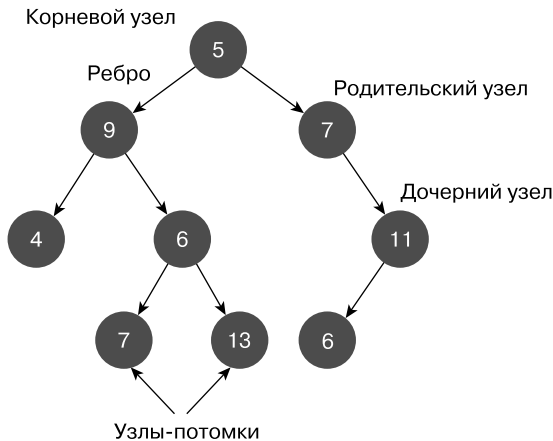 Корневой узел
5
Ребро
Родительский узел
9
7
Дочерний узел
4
6
11
7
13
6
Узлы-потомки